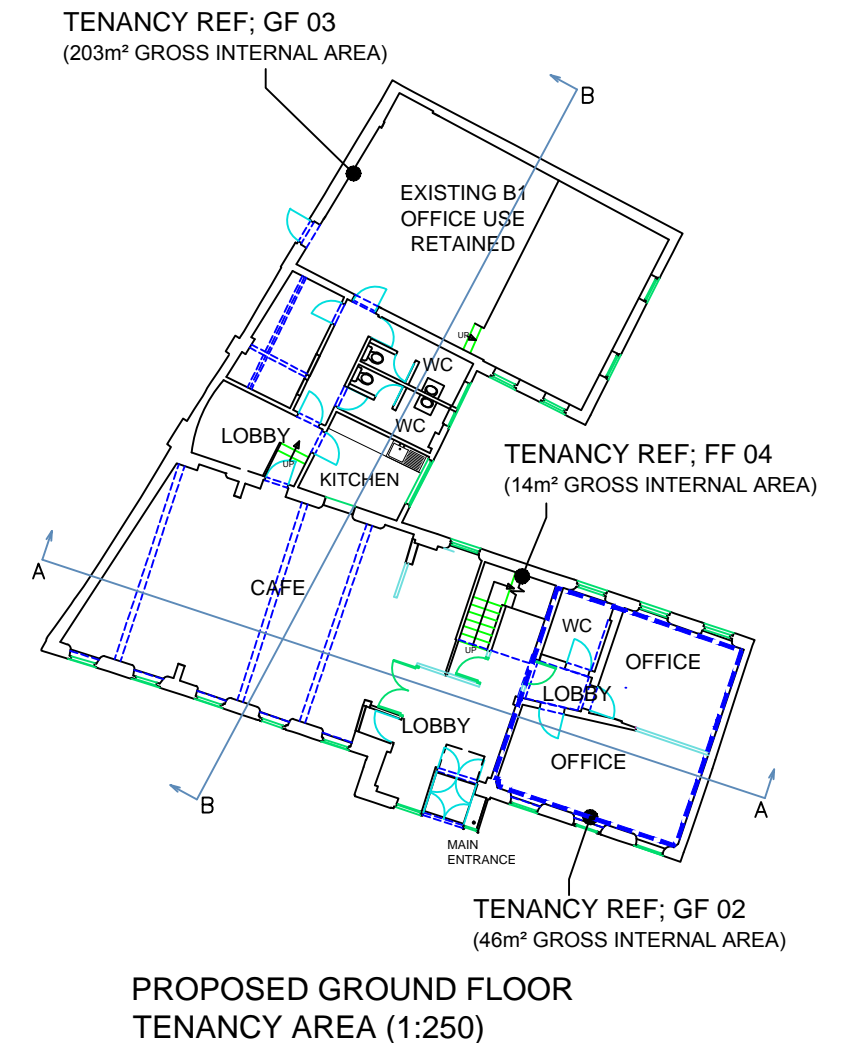 TENANCY REF; GF 03
(203m² GROSS INTERNAL AREA)
B
EXISTING B1
OFFICE USE
RETAINED
UP
WC
WC
LOBBY
UP
KITCHEN
TENANCY REF; FF 04
(14m² GROSS INTERNAL AREA)
A
CAFE
WC
OFFICE
UP
LOBBY
LOBBY
OFFICE
B
A
MAIN
ENTRANCE
TENANCY REF; GF 02
(46m² GROSS INTERNAL AREA)
PROPOSED GROUND FLOOR
TENANCY AREA (1:250)